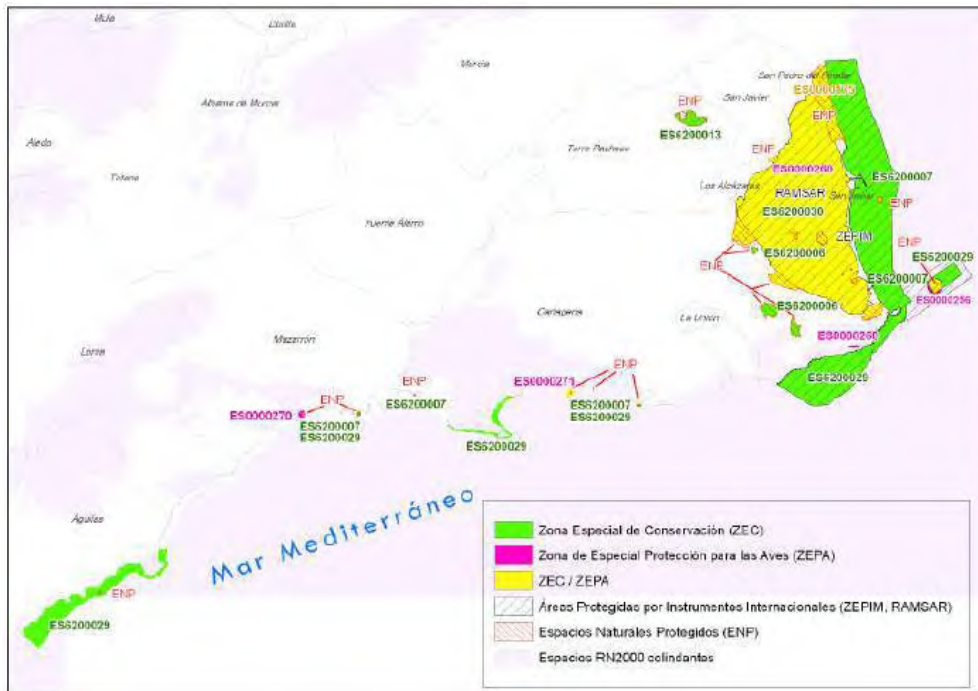 Mula
Librilla
Murcia
San Pedro del Pinatar
ES0000175
San Javier
ENP
Alhama de Murcia
ENP
ES6200013
Aledo
Torre Pacheco
ENP
ES0000260
ES6200007
Totana
Los Alcázares
RAMSAR
San Javier
ENP
Fuente Álamo
ES6200030
ZEPIM
ENP
ES6200029
ES6200006
ENP
ES6200007
ES0000256
ES6200006
Cartagena
La Unión
Mazarrón
ES0000260
Lorca
ENP
ES6200029
ENP
ES0000271
ENP
ES0000270
ES6200007
ES6200007
ES6200007
ES6200029
ES6200029
ES6200029
Águilas
Mar Mediterráneo
ENP
ES6200029
Zona Especial de Conservación (ZEC)
Zona de Especial Protección para las Aves (ZEPA)
ZEC / ZEPA
Áreas Protegidas por Instrumentos Internacionales (ZEPIM, RAMSAR)
Espacios Naturales Protegidos (ENP)
Espacios RN2000 colindantes